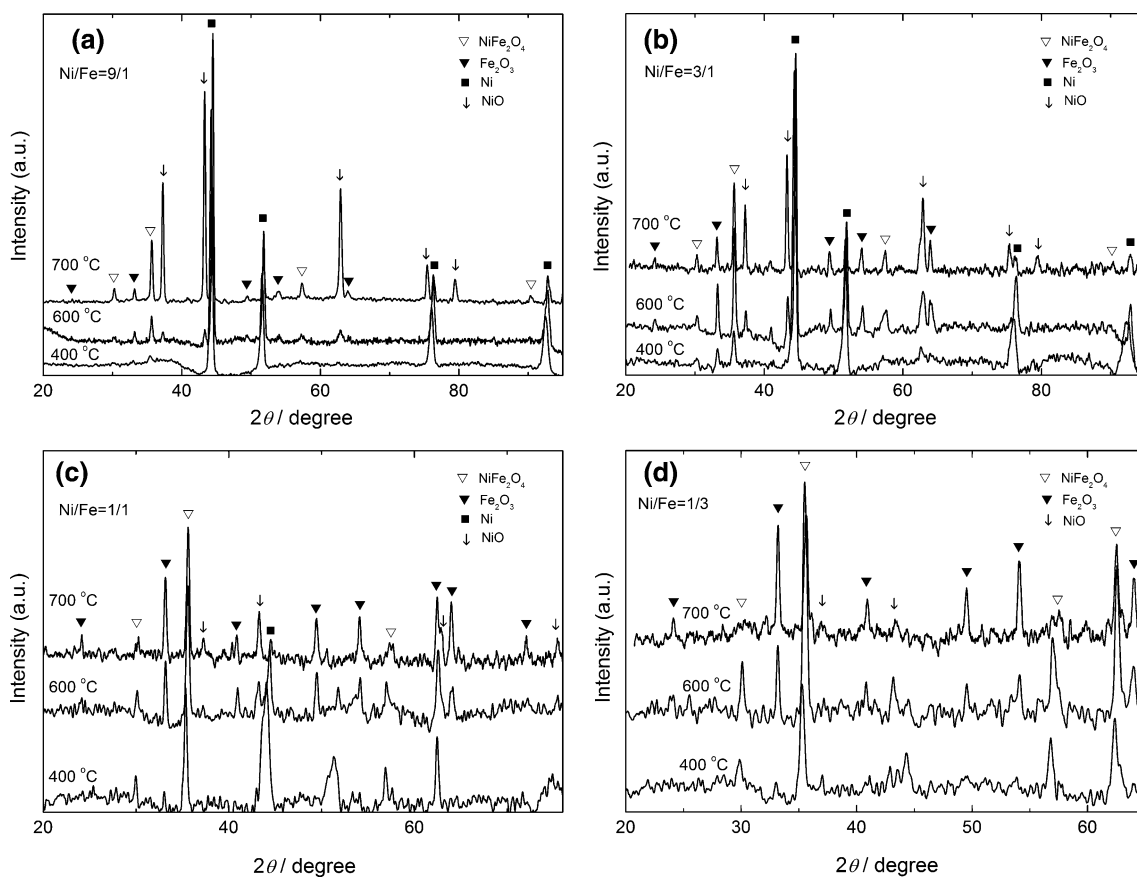 (a)
Ni/Fe=9/1
▽ NiFe₂O₄
▼ Fe₂O₃
■ Ni
↓ NiO
700 °C
600 °C
400 °C
Intensity (a.u.)
20 40 60 80
2θ / degree
(b)
Ni/Fe=3/1
▽ NiFe₂O₄
▼ Fe₂O₃
■ Ni
↓ NiO
700 °C
600 °C
400 °C
Intensity (a.u.)
20 40 60 80
2θ / degree
(c)
Ni/Fe=1/1
▽ NiFe₂O₄
▼ Fe₂O₃
■ Ni
↓ NiO
700 °C
600 °C
400 °C
Intensity (a.u.)
20 40 60
2θ / degree
(d)
Ni/Fe=1/3
▽ NiFe₂O₄
▼ Fe₂O₃
↓ NiO
700 °C
600 °C
400 °C
Intensity (a.u.)
20 30 40 50 60
2θ / degree